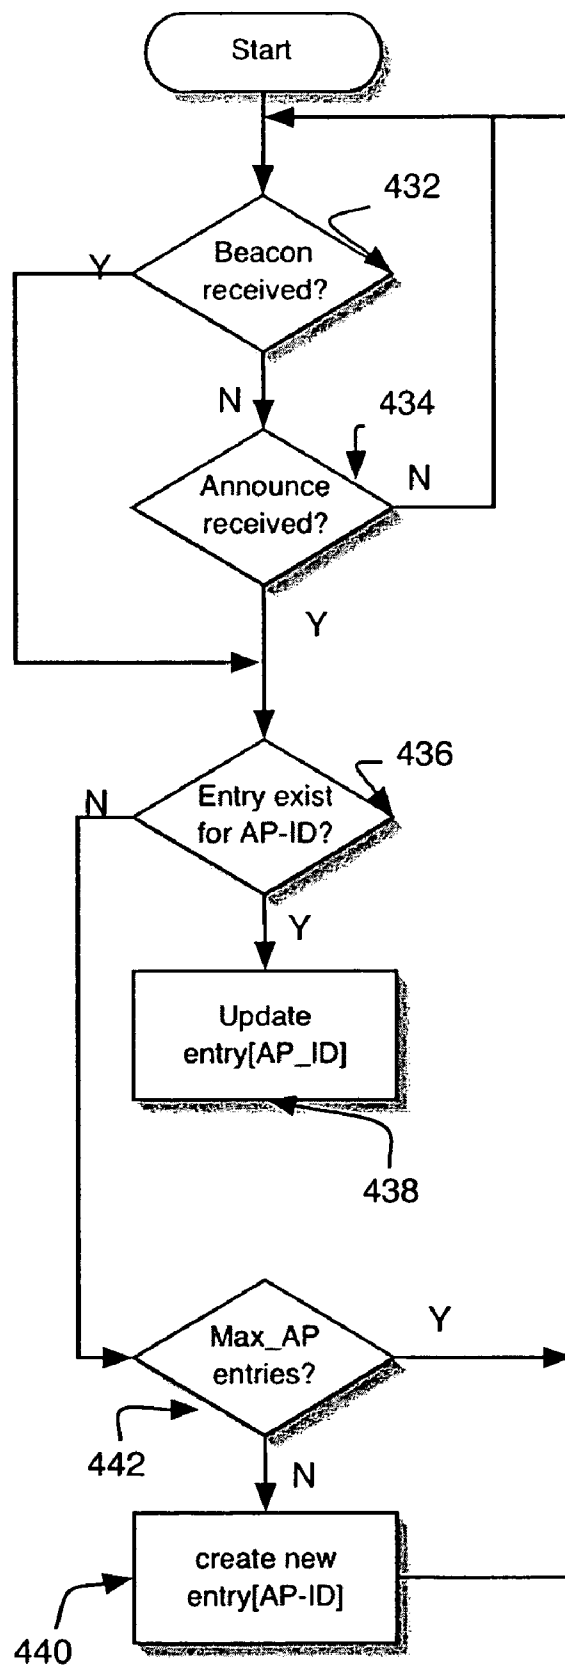 Start
432
Beacon
received?
Y
N
434
Announce
received?
N
Y
436
Entry exist
for AP-ID?
N
Y
Update
entry[AP_ID]
438
Max_AP
entries?
Y
442
N
create new
entry[AP-ID]
440